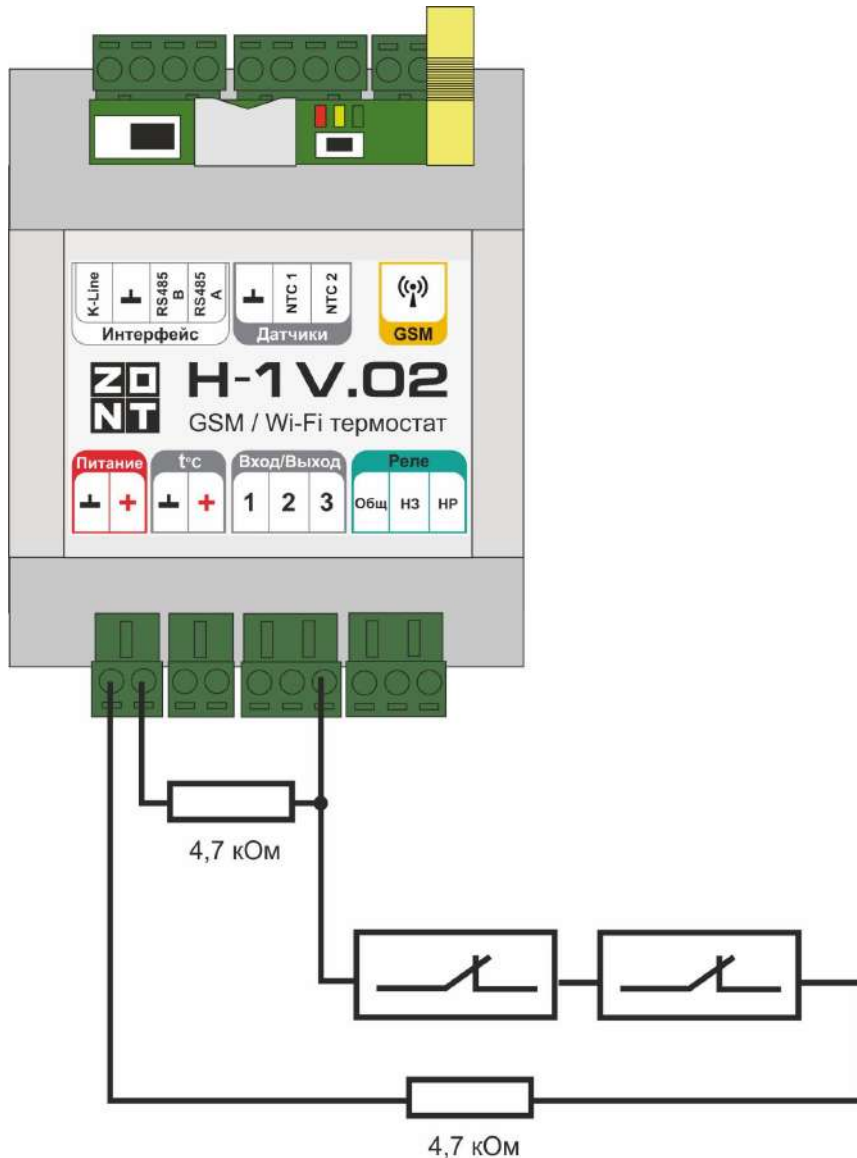 K-Line
RS485 B
RS485 A
NTC 1
NTC 2
Интерфейс
Датчики
GSM
ZONT
H-1V.02
GSM / Wi-Fi термостат
Питание
t°C
Вход/Выход
Реле
+
+
1
2
3
Общ
НЗ
НР
4,7 кОм
4,7 кОм